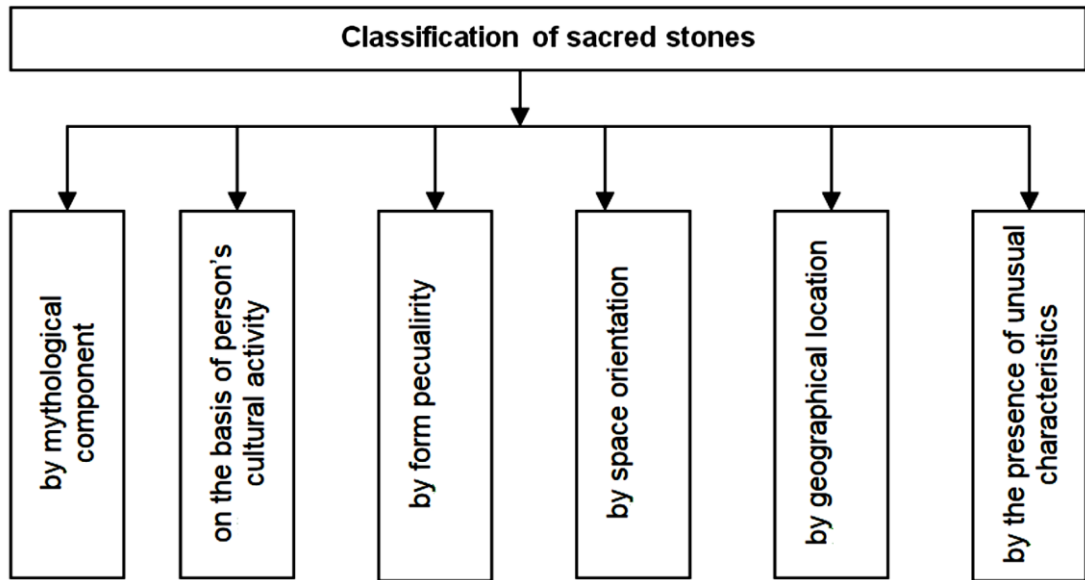 Classification of sacred stones
by mythological
component
on the basis of person's
cultural activity
by form pecualirity
by space orientation
by geographical location
by the presence of unusual
characteristics